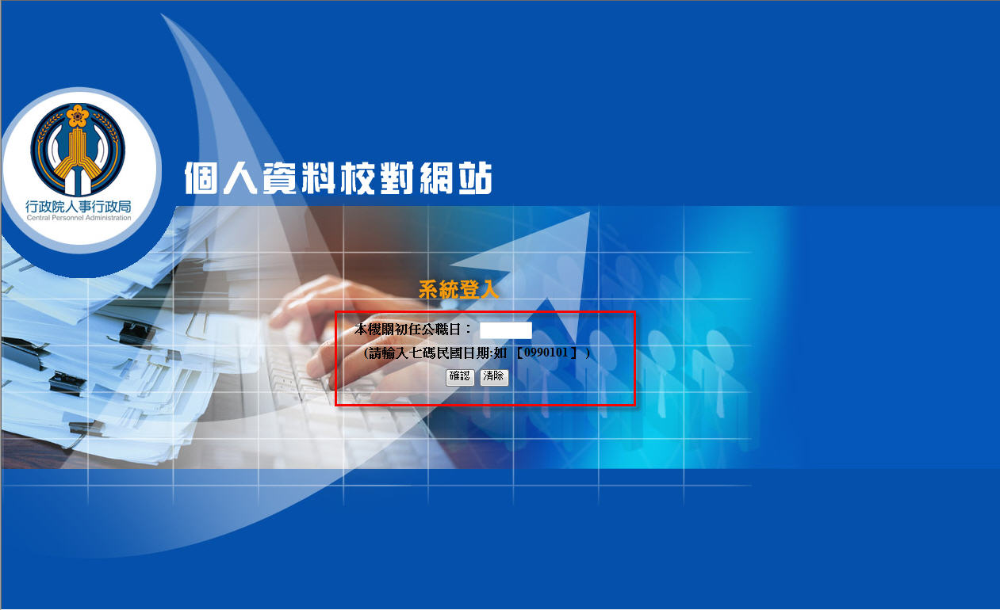 行政院人事行政局
Central Personnel Administration
個人資料校對網站
系統登入
本機關初任公職日：
(請輸入七碼民國日期:如 【0990101】 )
確認 清除